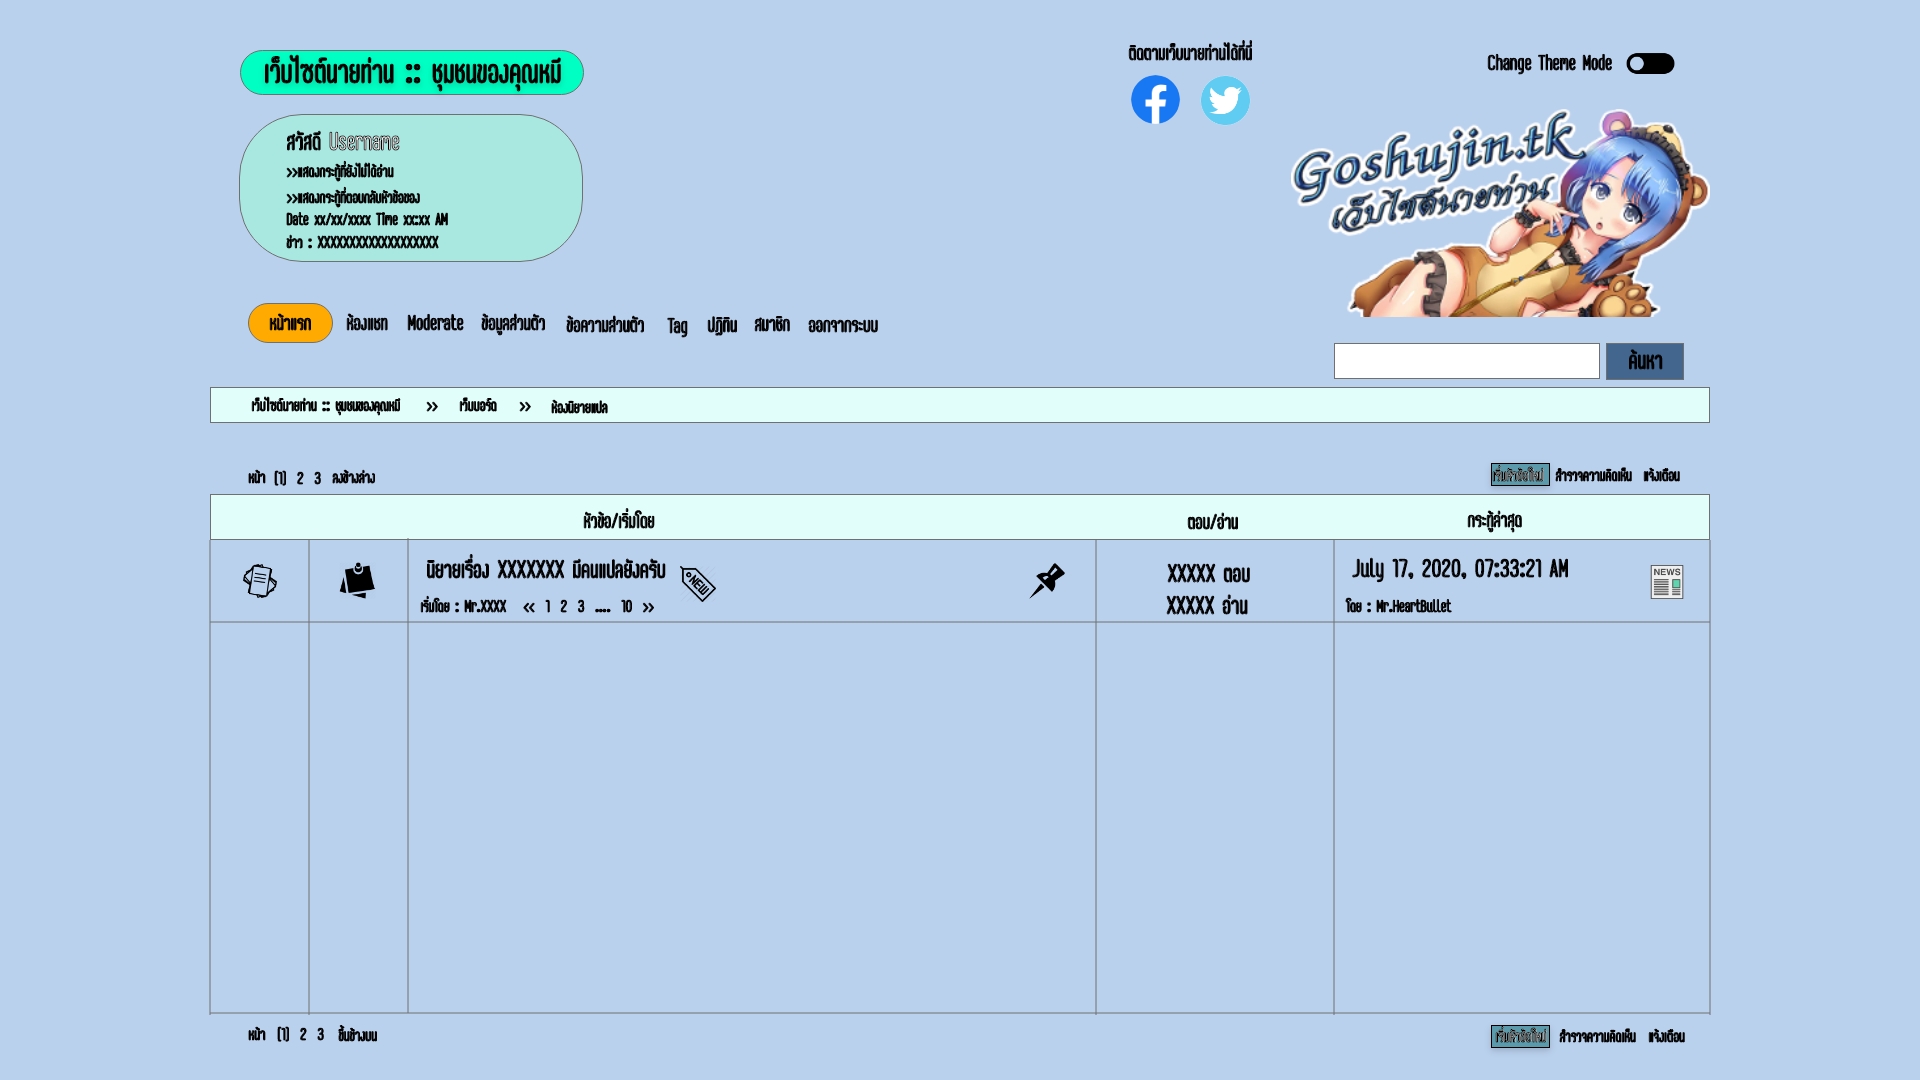 เว็บไซต์นายท่าน :: ชุมชนของคุณหมี
ติดตามเว็บนายท่านได้ที่นี่
Change Theme Mode
สวัสดี Username
>>แสดงกระทู้ที่ยังไม่ได้อ่าน
>>แสดงกระทู้ที่ตอบกลับหัวข้อของ
Date xx/xx/xxxx Time xx:xx AM
ข่าว : XXXXXXXXXXXXXXXXXXX
Goshujin.tk
เว็บไซต์นายท่าน
หน้าแรก ห้องแชท Moderate ข้อมูลส่วนตัว ข้อความส่วนตัว Tag ปฏิทิน สมาชิก ออกจากระบบ
ค้นหา
เว็บไซต์นายท่าน :: ชุมชนของคุณหมี >> เว็บบอร์ด >> ห้องนิยายแปล
หน้า [1] 2 3 ลงข้างล่าง
เริ่มหัวข้อใหม่ สำรวจความคิดเห็น แจ้งเตือน
หัวข้อ/เริ่มโดย ตอบ/อ่าน กระทู้ล่าสุด
นิยายเรื่อง XXXXXXX มีคนแปลยังครับ NEW
เริ่มโดย : Mr.XXXX << 1 2 3 .... 10 >>
XXXXX ตอบ
XXXXX อ่าน
July 17, 2020, 07:33:21 AM
โดย : Mr.HeartBullet
NEWS
หน้า [1] 2 3 ขึ้นข้างบน
เริ่มหัวข้อใหม่ สำรวจความคิดเห็น แจ้งเตือน